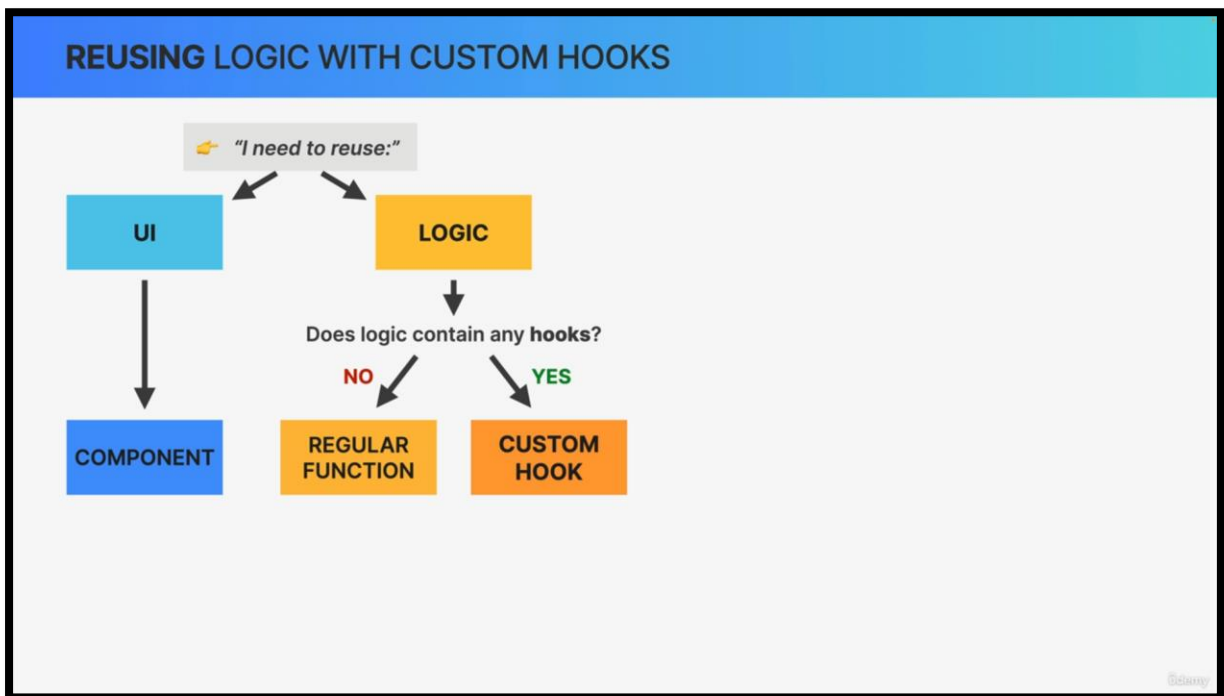 REUSING LOGIC WITH CUSTOM HOOKS
"I need to reuse:"
UI
LOGIC
Does logic contain any hooks?
NO
YES
COMPONENT
REGULAR
FUNCTION
CUSTOM
HOOK
Udemy